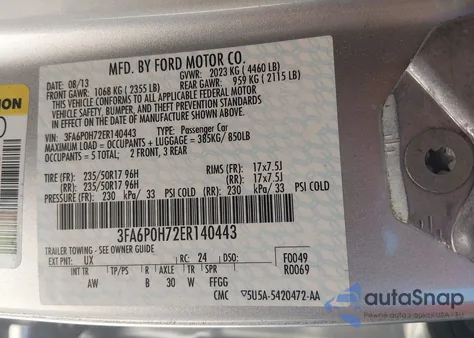 MFD. BY FORD MOTOR CO.
08/13 GVWR: 2023 KG ( 4460 LB)
FRONT GAWR: 1068 KG ( 2355 LB) REAR GAWR: 959 KG ( 2115 LB)
THIS VEHICLE CONFORMS TO ALL APPLICABLE FEDERAL MOTOR
VEHICLE SAFETY, BUMPER, AND THEFT PREVENTION STANDARDS
IN EFFECT ON THE DATE OF MANUFACTURE SHOWN ABOVE.
VIN: 3FA6P0H72ER140443 TYPE: Passenger Car
MAXIMUM LOAD = OCCUPANTS + LUGGAGE = 385KG/ 850LB
OCCUPANTS = 5 TOTAL; 2 FRONT, 3 REAR
TIRE (FR): 235/50R17 96H RIMS (FR): 17x7.5J
(RR): 235/50R17 96H (RR): 17x7.5J
PRESSURE (FR): 230 kPa/ 33 PSI COLD (RR): 230 kPa/ 33 PSI COLD
3FA6P0H72ER140443
TRAILER TOWING - SEE OWNER GUIDE F0049
EXT PNT: UX RC: 24 DSO: R0069
INT TR TP/PS R AXLE TR SPR
AW B 30 W FFGG
CMC 5U5A-5420472-AA
autoSnap